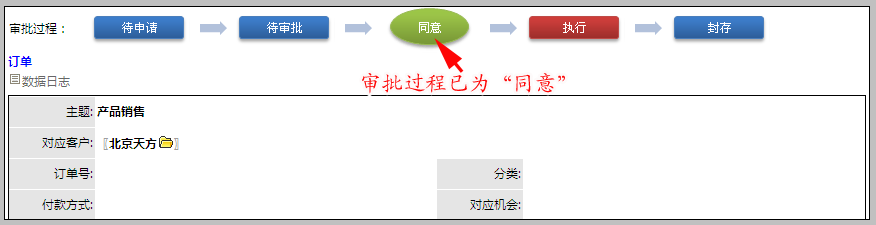 审批过程： 待申请 待审批 同意 执行 封存
订单
数据日志
审批过程已为“同意”
主题: 产品销售
对应客户: 〖北京天方 〗
订单号: 分类:
付款方式: 对应机会: